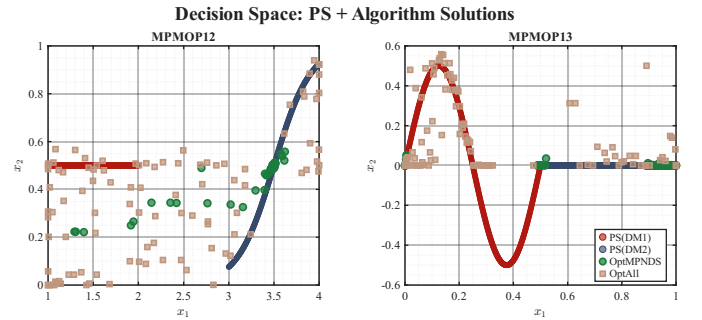 Decision Space: PS + Algorithm Solutions
MPMOP12
MPMOP13
1
0.8
0.6
0.4
0.2
0
x2
1
1.5
2
2.5
3
3.5
4
x1
0.6
0.4
0.2
0
-0.2
-0.4
-0.6
x2
0
0.2
0.4
0.6
0.8
1
x1
PS(DM1)
PS(DM2)
OptMPNDS
OptAll